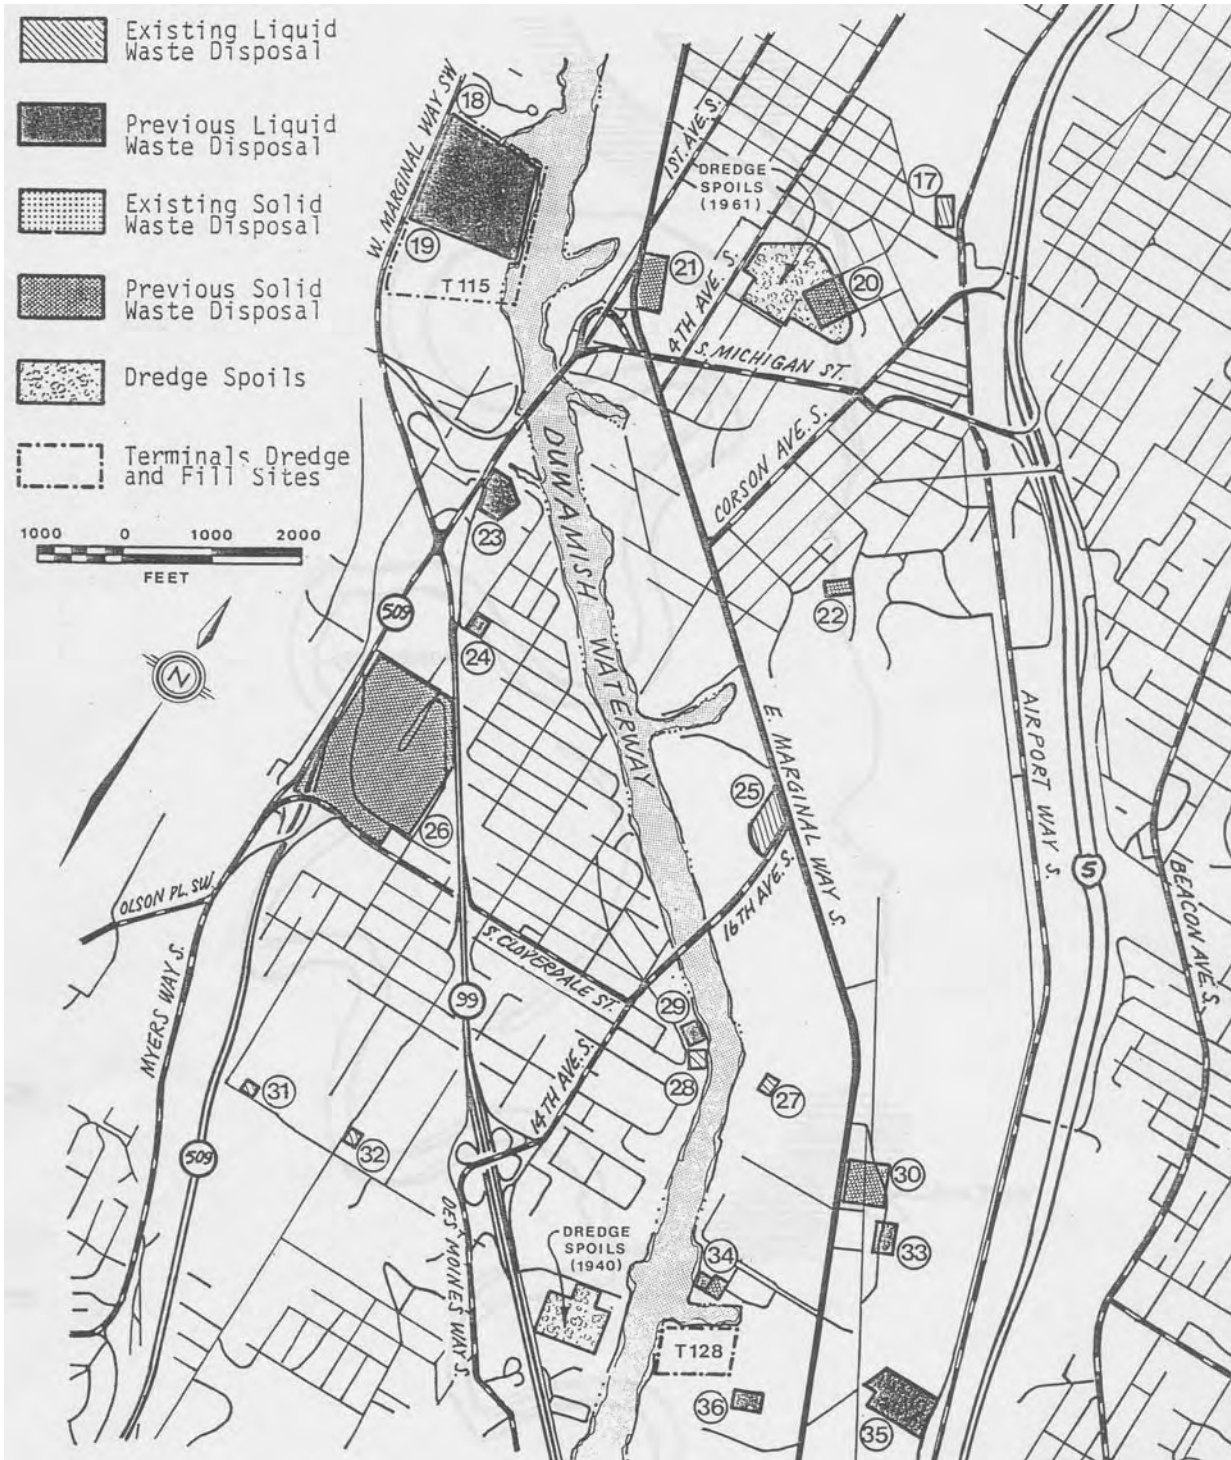 Existing Liquid
Waste Disposal
Previous Liquid
Waste Disposal
Existing Solid
Waste Disposal
Previous Solid
Waste Disposal
Dredge Spoils
Terminals Dredge
and Fill Sites
1000 0 1000 2000
FEET
N
W. MARGINAL WAY SW
18
19
T 115
1ST. AVE. S.
DREDGE
SPOILS
(1961)
17
21
20
4TH AVE. S.
S. MICHIGAN ST.
CORSON AVE. S.
DUWAMISH WATERWAY
23
22
509
24
E. MARGINAL WAY S.
AIRPORT WAY S.
25
26
5
BEACON AVE. S.
OLSON PL. SW.
16TH AVE. S.
S. CLOVERDALE ST.
MYERS WAY S.
99
29
28
27
14TH AVE. S.
31
32
509
30
33
DES MOINES WAY S.
DREDGE
SPOILS
(1940)
34
T 128
36
35